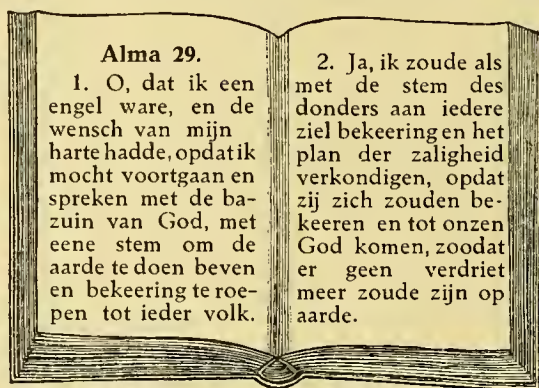 Alma 29.
1. O, dat ik een
engel ware, en de
wensch van mijn
harte hadde, opdat ik
mocht voortgaan en
spreken met de ba-
zuin van God, met
eene stem om de
aarde te doen beven
en bekeering te roe-
pen tot ieder volk.
2. Ja, ik zoude als
met de stem des
donders aan iedere
ziel bekeering en het
plan der zaligheid
verkondigen, opdat
zij zich zouden be-
keeren en tot onzen
God komen, zoodat
er geen verdriet
meer zoude zijn op
aarde.